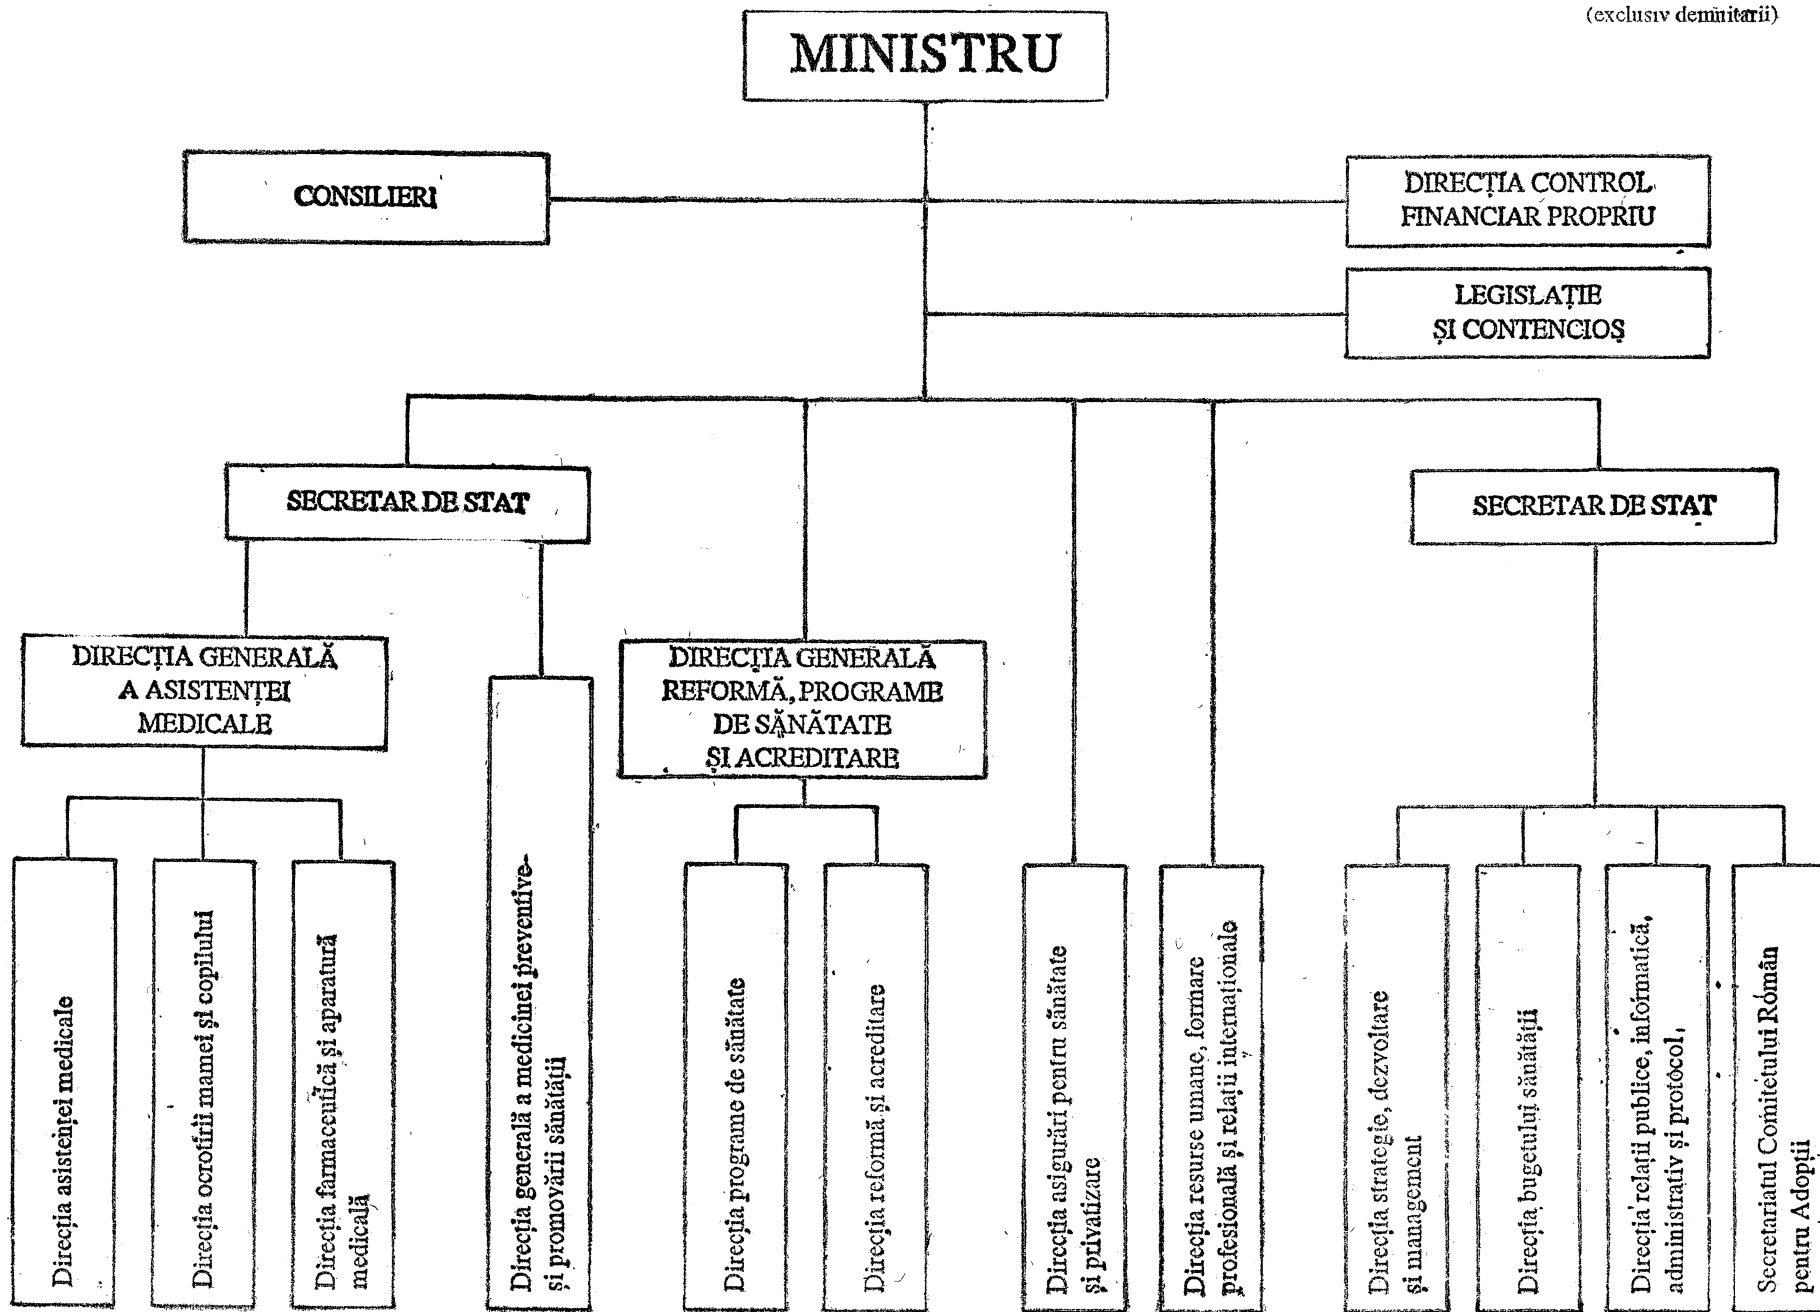 (exclusiv demnitarii)
MINISTRU
CONSILIERI
DIRECȚIA CONTROL
FINANCIAR PROPRIU
LEGISLAȚIE
ȘI CONTENCIOS
SECRETAR DE STAT
SECRETAR DE STAT
DIRECȚIA GENERALĂ
A ASISTENȚEI
MEDICALE
DIRECȚIA GENERALĂ
REFORMĂ, PROGRAME
DE SĂNĂTATE
ȘI ACREDITARE
Direcția asistenței medicale
Direcția ocrotirii mamei și copilului
Direcția farmaceutică și aparatură
medicală
Direcția generală a medicinei preventive
și promovării sănătății
Direcția programe de sănătate
Direcția reformă și acreditare
Direcția asigurări pentru sănătate
și privatizare
Direcția resurse umane, formare
profesională și relații internaționale
Direcția strategie, dezvoltare
și management
Direcția bugetului sănătății
Direcția relații publice, informatică,
administrativ și protocol
Secretariatul Comitetului Român
pentru Adopții